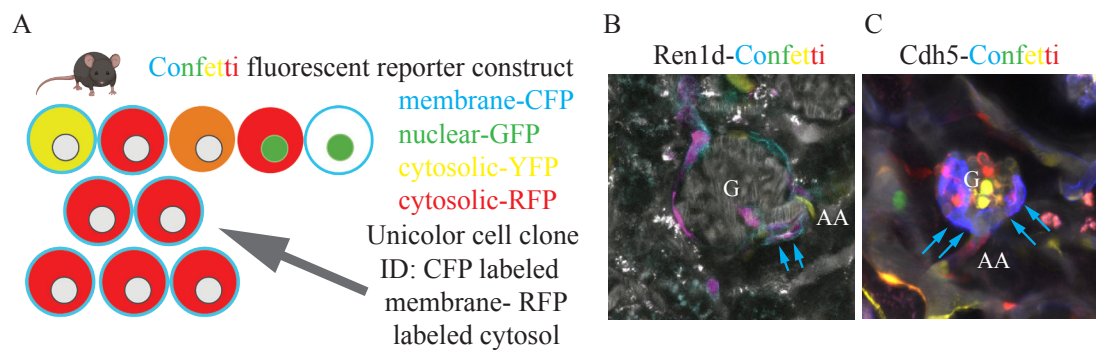 A
Confetti fluorescent reporter construct
membrane-CFP
nuclear-GFP
cytosolic-YFP
cytosolic-RFP
Unicolor cell clone
ID: CFP labeled
membrane- RFP
labeled cytosol
B
Ren1d-Confetti
G
AA
C
Cdh5-Confetti
G
AA